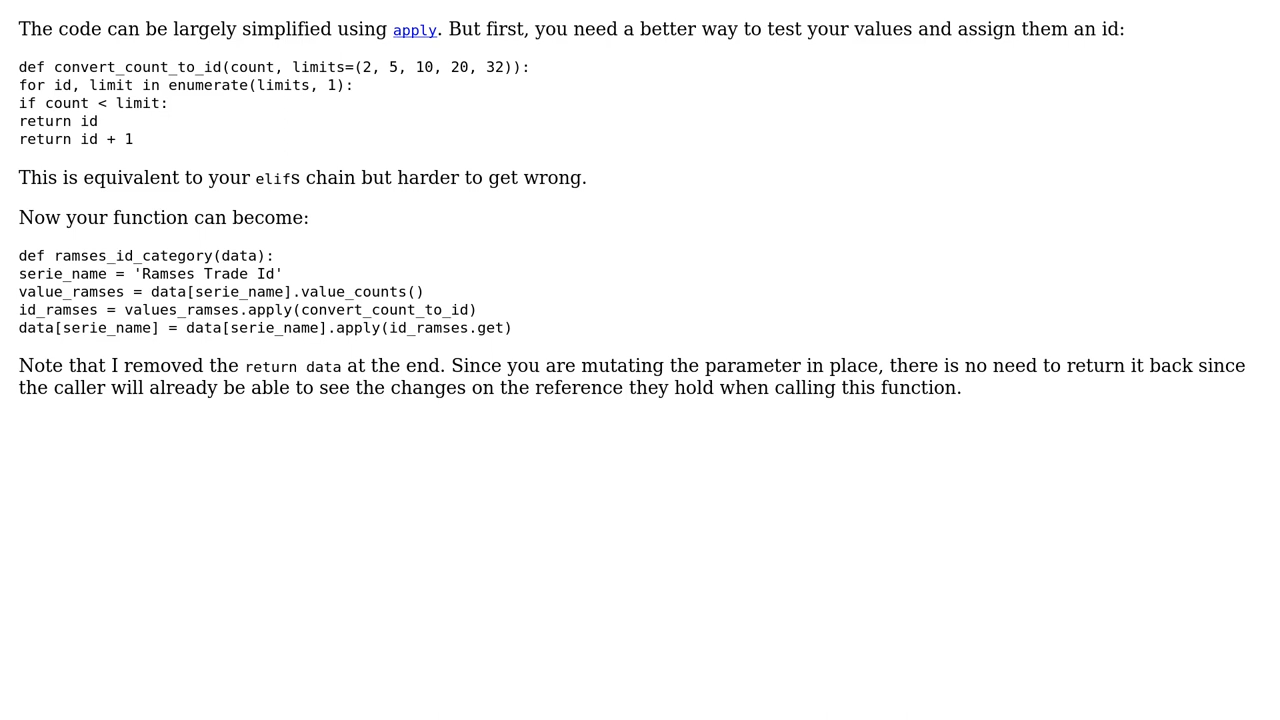 The code can be largely simplified using apply. But first, you need a better way to test your values and assign them an id:
def convert_count_to_id(count, limits=(2, 5, 10, 20, 32)):
for id, limit in enumerate(limits, 1):
if count < limit:
return id
return id + 1
This is equivalent to your elifs chain but harder to get wrong.
Now your function can become:
def ramses_id_category(data):
serie_name = 'Ramses Trade Id'
value_ramses = data[serie_name].value_counts()
id_ramses = values_ramses.apply(convert_count_to_id)
data[serie_name] = data[serie_name].apply(id_ramses.get)
Note that I removed the return data at the end. Since you are mutating the parameter in place, there is no need to return it back since
the caller will already be able to see the changes on the reference they hold when calling this function.